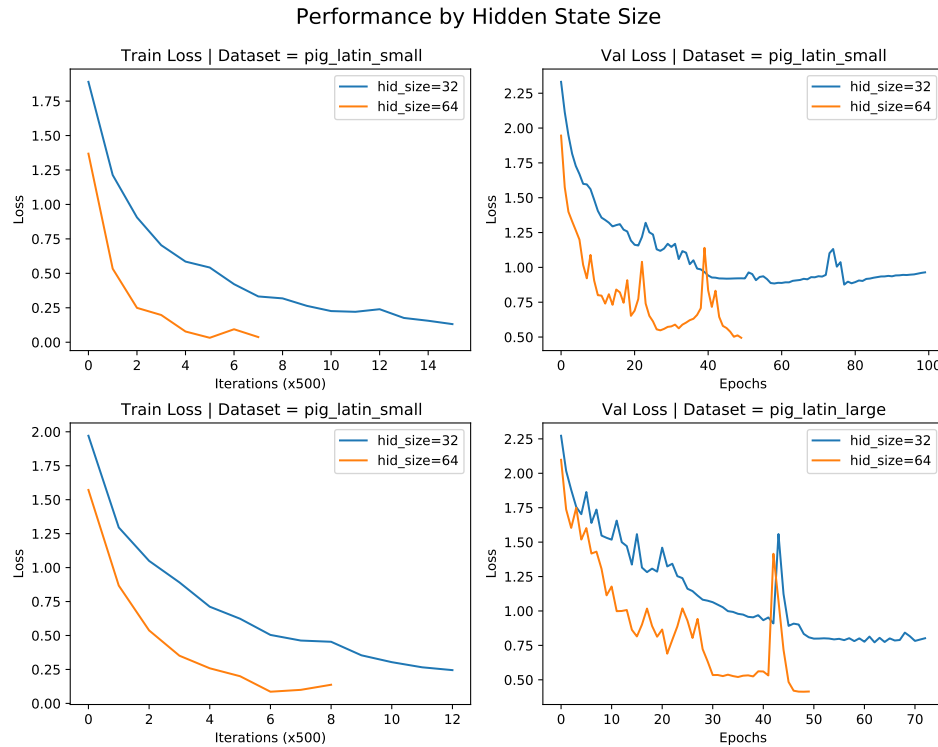 Performance by Hidden State Size
Train Loss | Dataset = pig_latin_small
Loss
1.75
1.50
1.25
1.00
0.75
0.50
0.25
0.00
hid_size=32
hid_size=64
0 2 4 6 8 10 12 14
Iterations (x500)
Val Loss | Dataset = pig_latin_small
Loss
2.25
2.00
1.75
1.50
1.25
1.00
0.75
0.50
hid_size=32
hid_size=64
0 20 40 60 80 100
Epochs
Train Loss | Dataset = pig_latin_small
Loss
2.00
1.75
1.50
1.25
1.00
0.75
0.50
0.25
0.00
hid_size=32
hid_size=64
0 2 4 6 8 10 12
Iterations (x500)
Val Loss | Dataset = pig_latin_large
Loss
2.25
2.00
1.75
1.50
1.25
1.00
0.75
0.50
hid_size=32
hid_size=64
0 10 20 30 40 50 60 70
Epochs